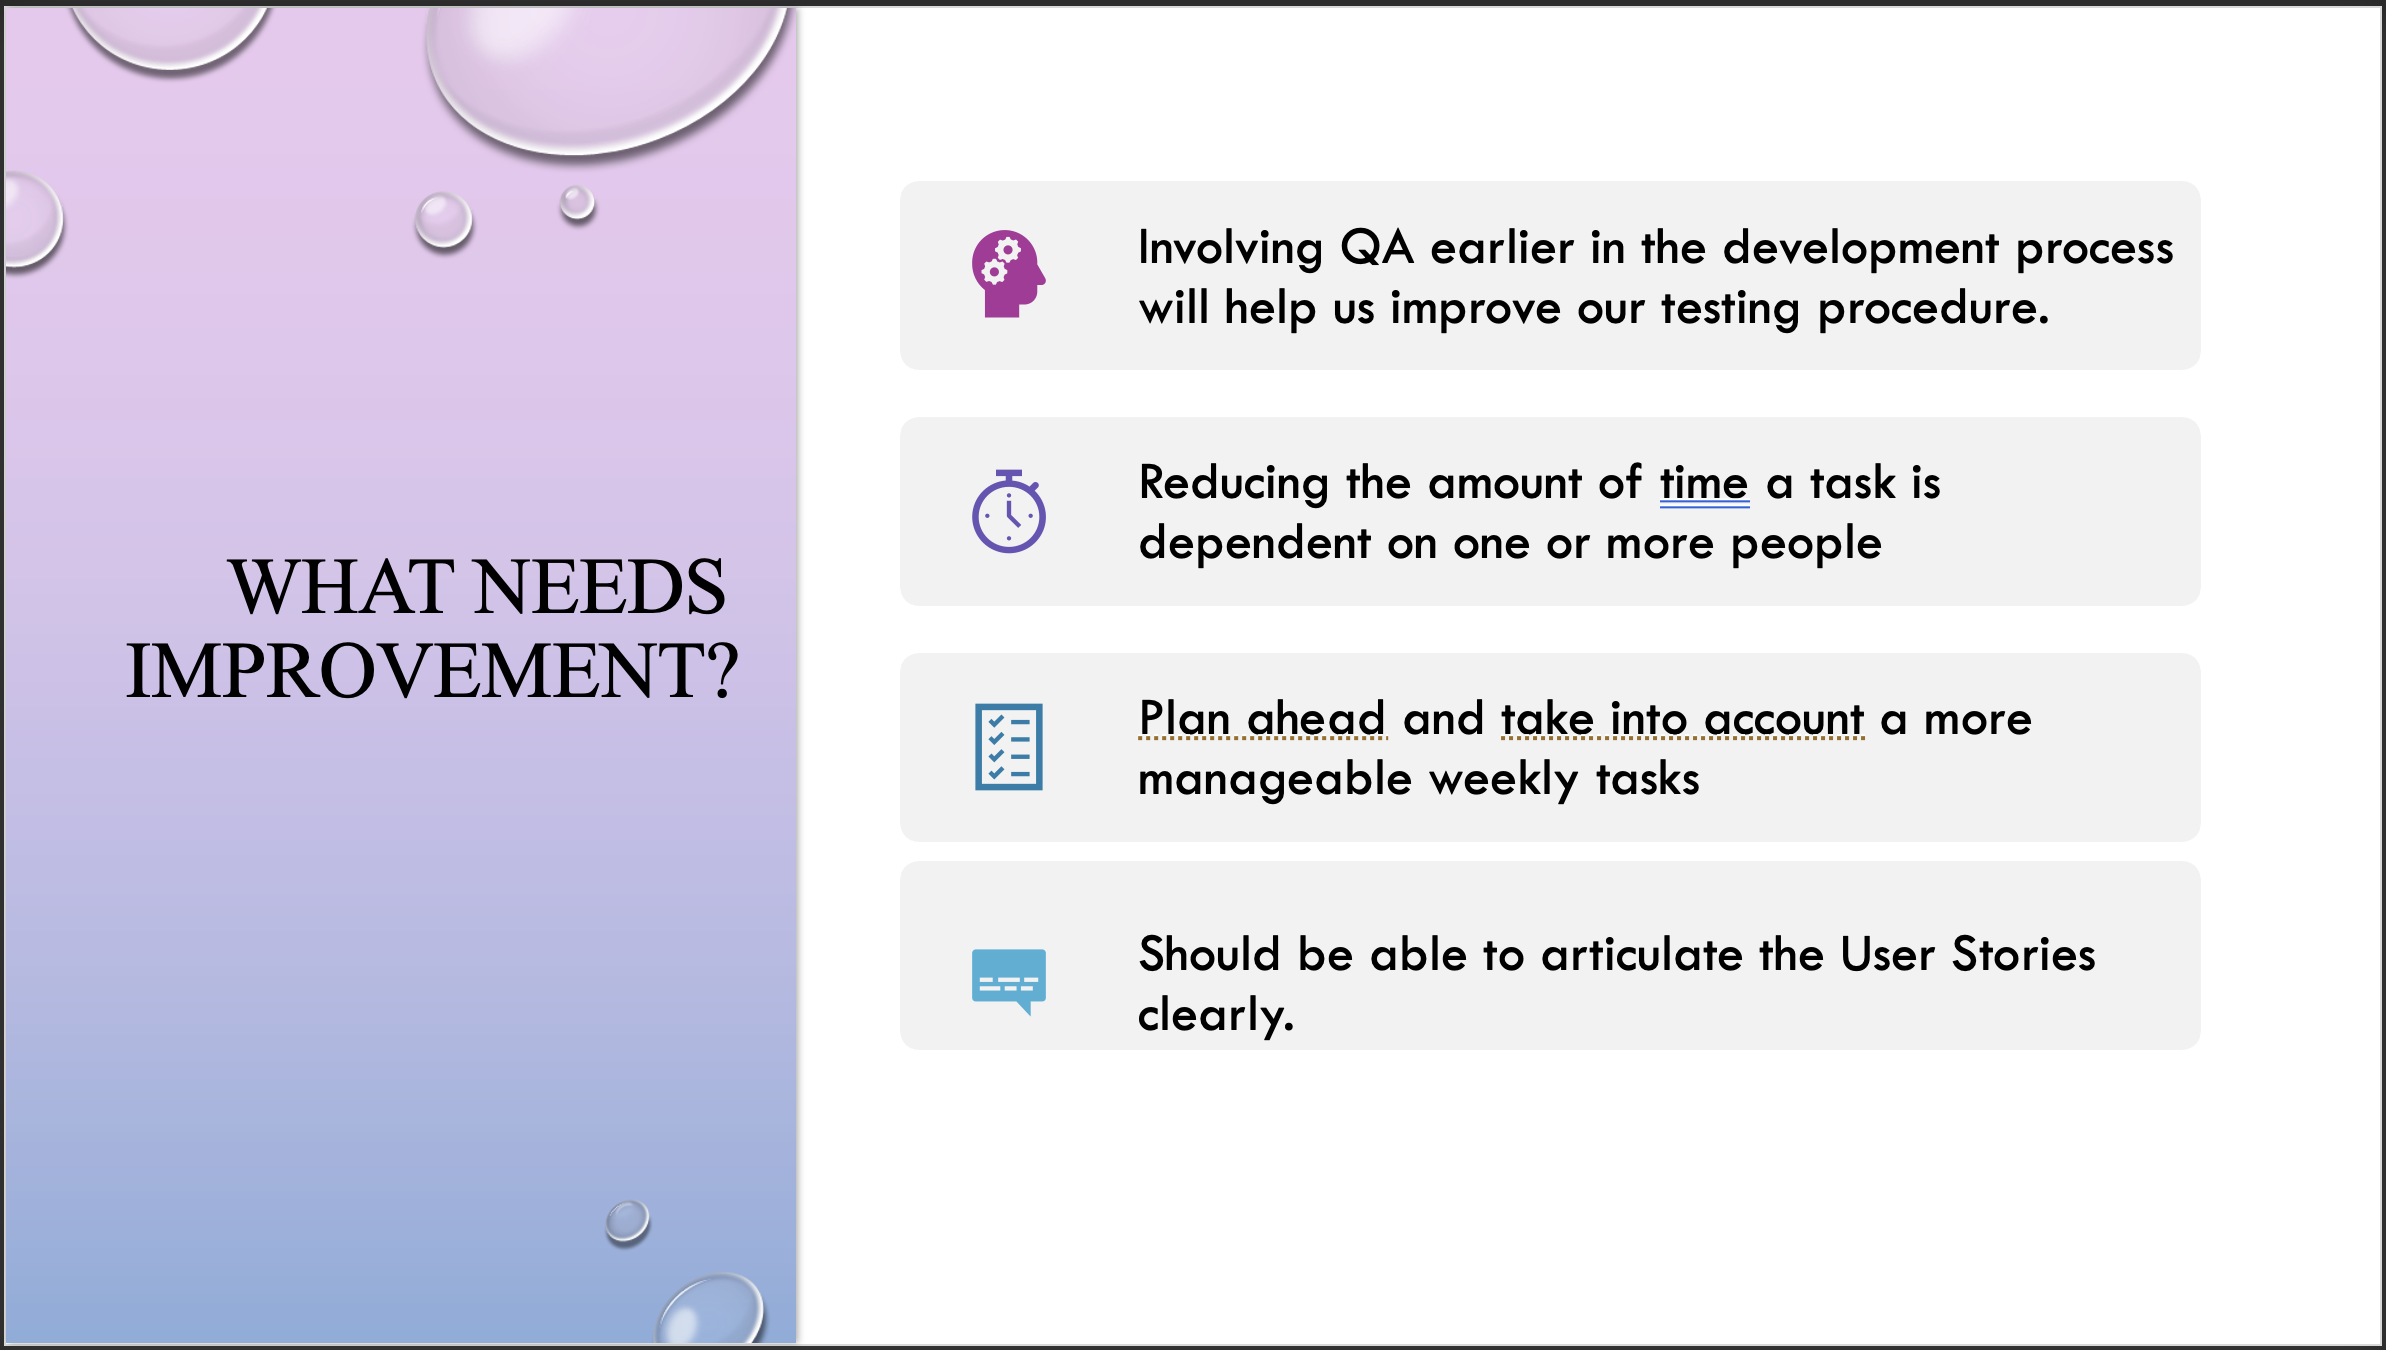 WHAT NEEDS
IMPROVEMENT?
Involving QA earlier in the development process
will help us improve our testing procedure.
Reducing the amount of time a task is
dependent on one or more people
Plan ahead and take into account a more
manageable weekly tasks
Should be able to articulate the User Stories
clearly.